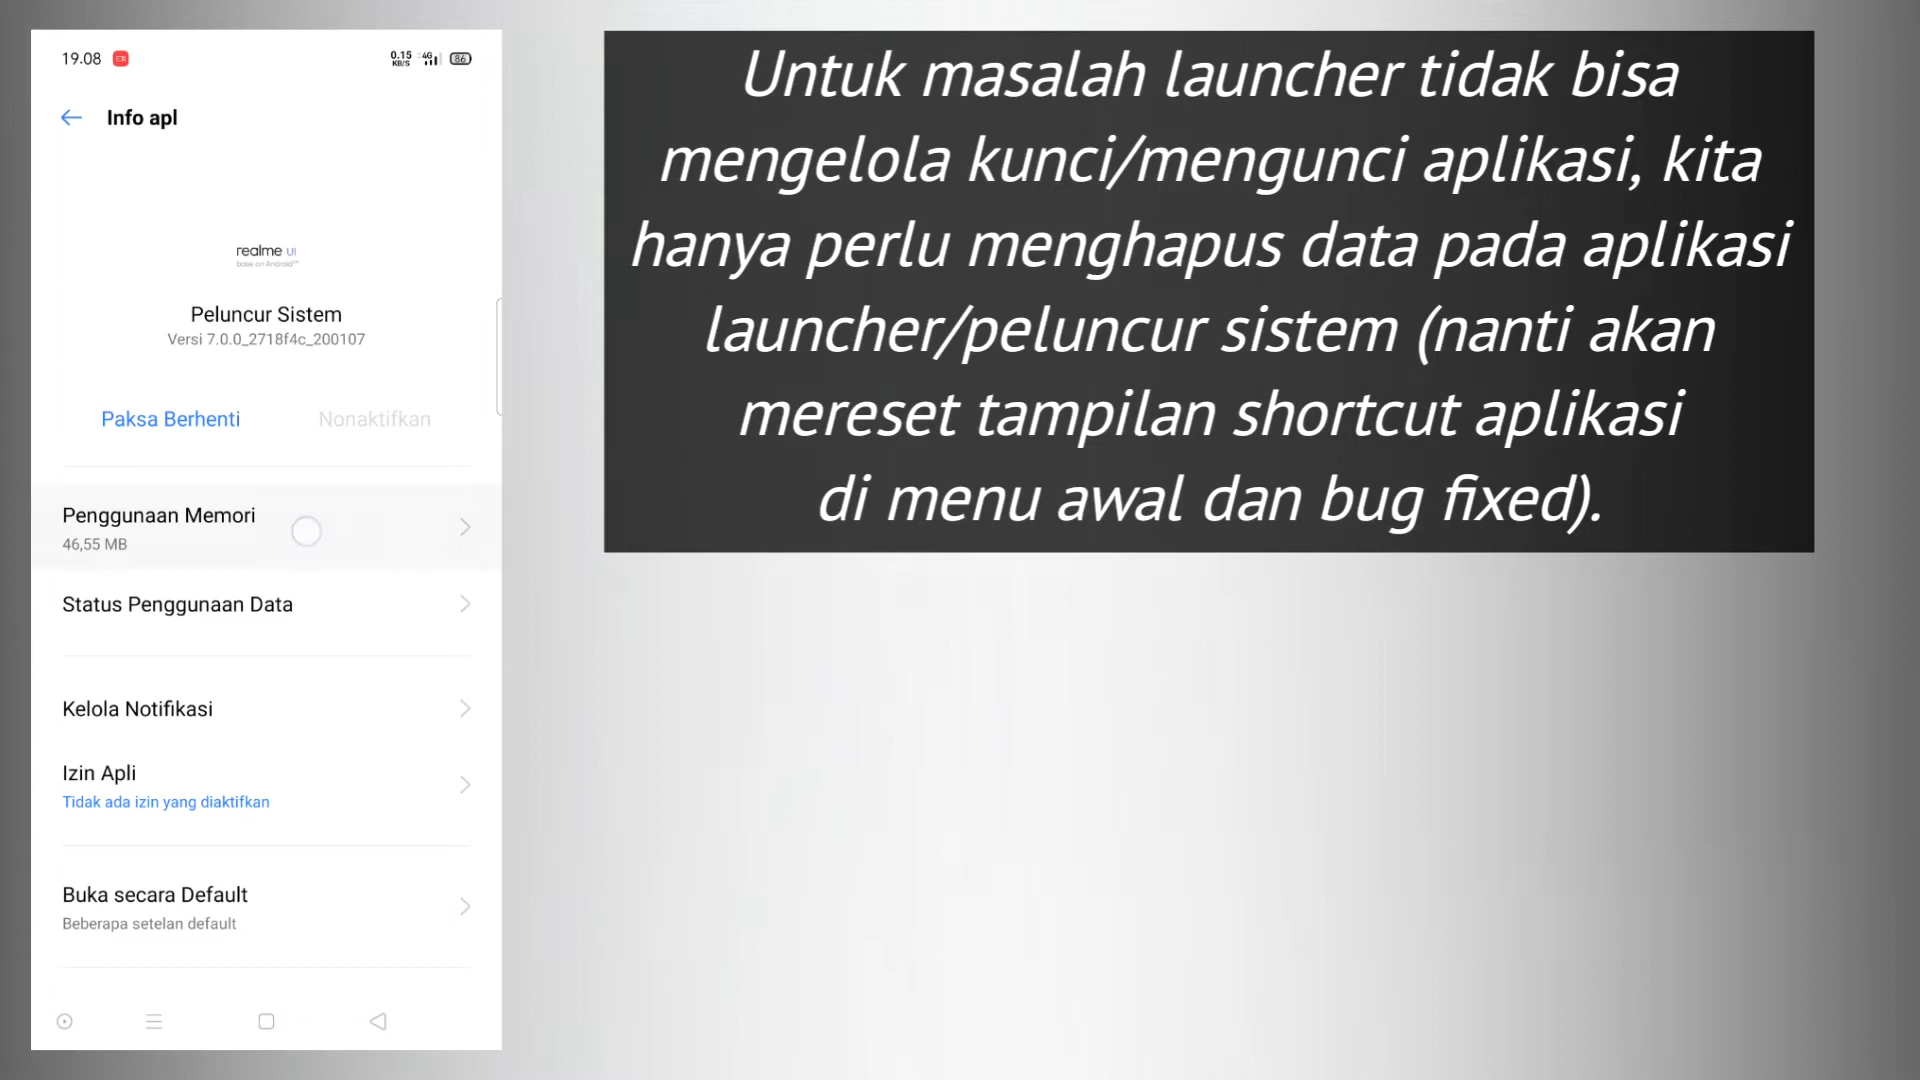 19.08
0.15
KB/S
4G
86
Info apl
realme UI
base on Android™
Peluncur Sistem
Versi 7.0.0_2718f4c_200107
Paksa Berhenti
Nonaktifkan
Penggunaan Memori
46,55 MB
Status Penggunaan Data
Kelola Notifikasi
Izin Apli
Tidak ada izin yang diaktifkan
Buka secara Default
Beberapa setelan default
Untuk masalah launcher tidak bisa
mengelola kunci/mengunci aplikasi, kita
hanya perlu menghapus data pada aplikasi
launcher/peluncur sistem (nanti akan
mereset tampilan shortcut aplikasi
di menu awal dan bug fixed).